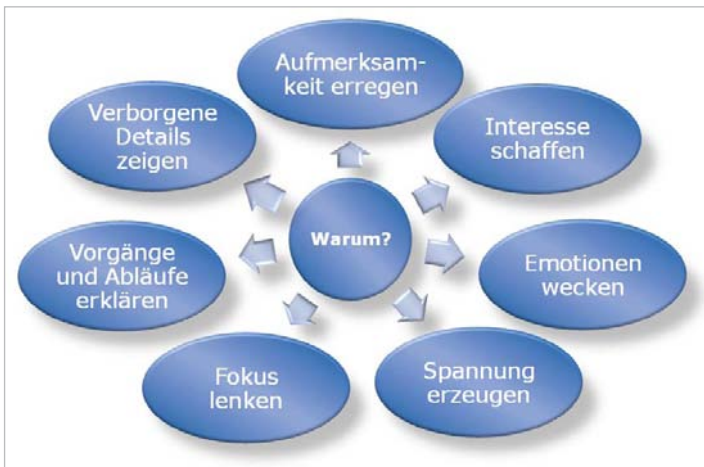 Aufmerksam-
keit erregen
Interesse
schaffen
Emotionen
wecken
Spannung
erzeugen
Fokus
lenken
Vorgänge
und Abläufe
erklären
Verborgene
Details
zeigen
Warum?